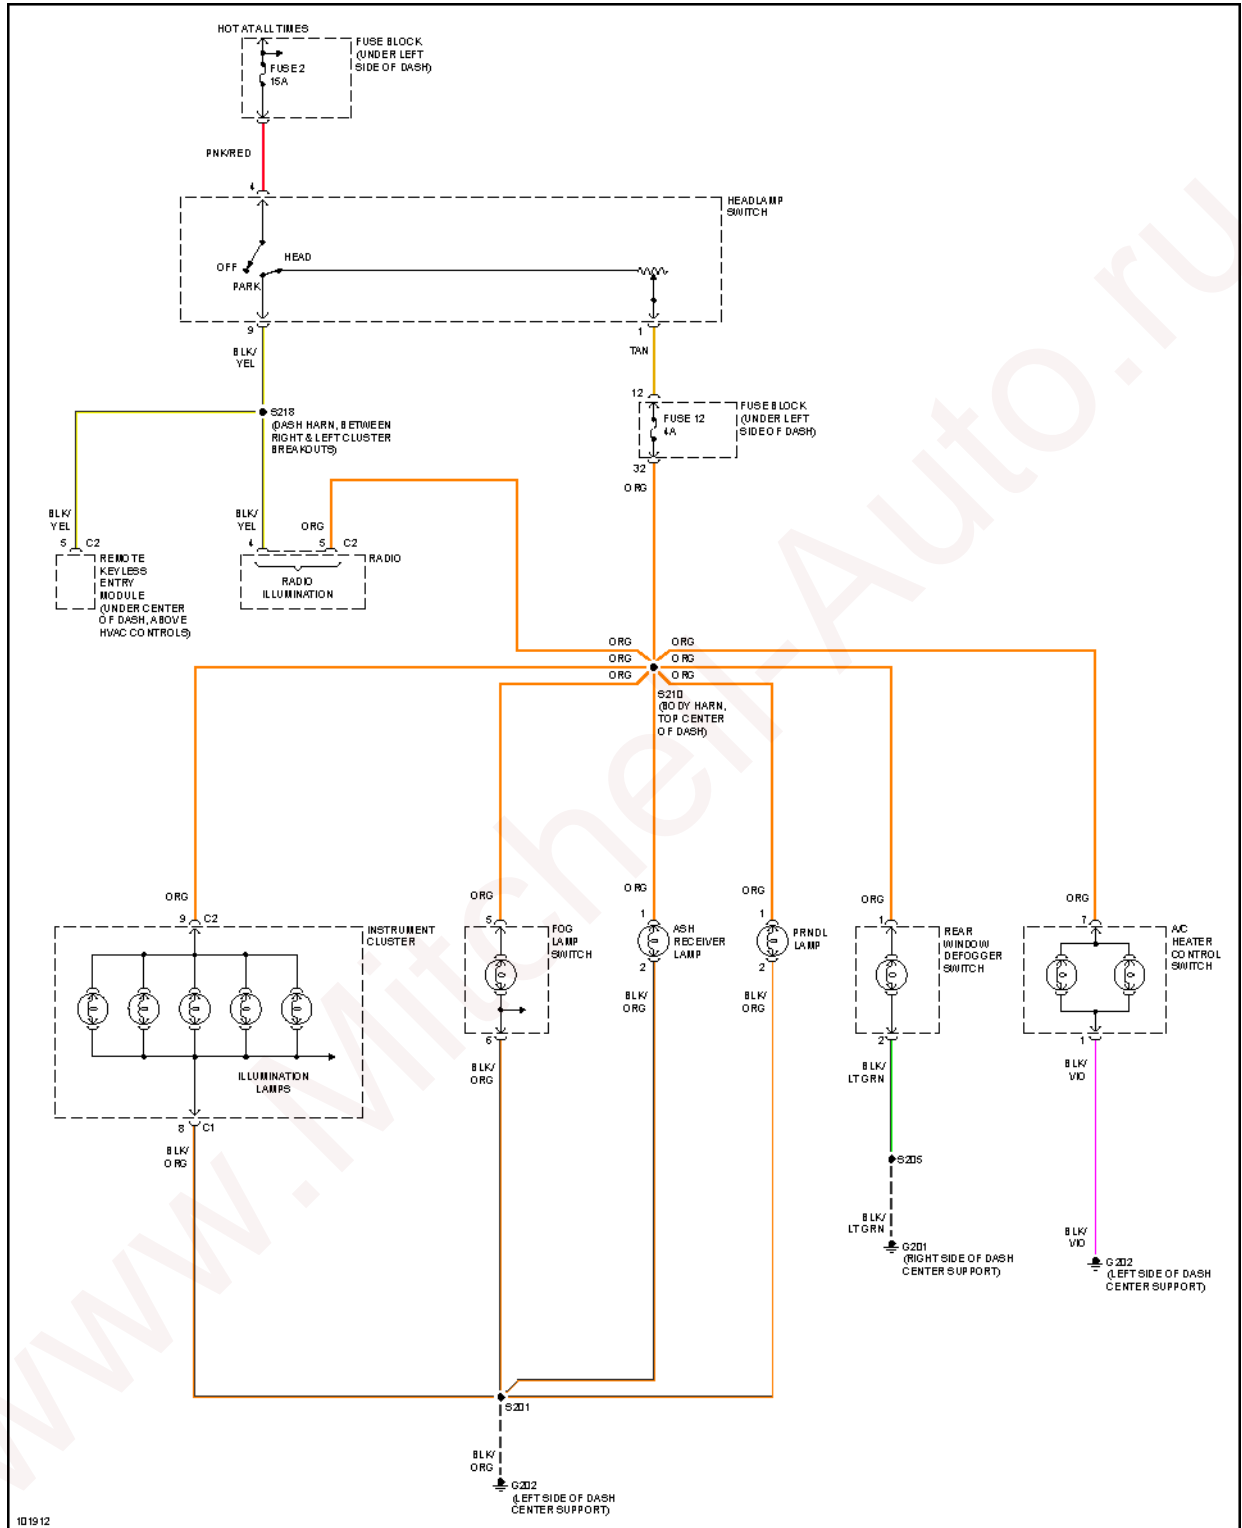 HOT AT ALL TIMES
FUSE BLOCK
(UNDER LEFT
SIDE OF DASH)
FUSE 2
15A
PNK/RED
4
HEADLAMP
SWITCH
OFF
HEAD
PARK
9
1
BLK/
YEL
TAN
S218
(DASH HARN, BETWEEN
RIGHT & LEFT CLUSTER
BREAKOUTS)
12
FUSE 12
4A
FUSE BLOCK
(UNDER LEFT
SIDE OF DASH)
32
ORG
BLK/
YEL
5 C2
REMOTE
KEYLESS
ENTRY
MODULE
(UNDER CENTER
OF DASH, ABOVE
HVAC CONTROLS)
BLK/
YEL
ORG
4
5 C2
RADIO
RADIO
ILLUMINATION
ORG ORG
ORG ORG
ORG ORG
S210
(BODY HARN,
TOP CENTER
OF DASH)
ORG
9 C2
INSTRUMENT
CLUSTER
ILLUMINATION
LAMPS
8 C1
BLK/
ORG
ORG
5
FOG
LAMP
SWITCH
6
BLK/
ORG
ORG
1
ASH
RECEIVER
LAMP
2
BLK/
ORG
ORG
1
PRNDL
LAMP
2
BLK/
ORG
ORG
1
REAR
WINDOW
DEFOGGER
SWITCH
2
BLK/
LT GRN
S205
BLK/
LT GRN
G201
(RIGHT SIDE OF DASH
CENTER SUPPORT)
ORG
7
A/C
HEATER
CONTROL
SWITCH
1
BLK/
VIO
BLK/
VIO
G202
(LEFT SIDE OF DASH
CENTER SUPPORT)
S201
BLK/
ORG
G202
(LEFT SIDE OF DASH
CENTER SUPPORT)
101912
www.Mitchell-Auto.ru